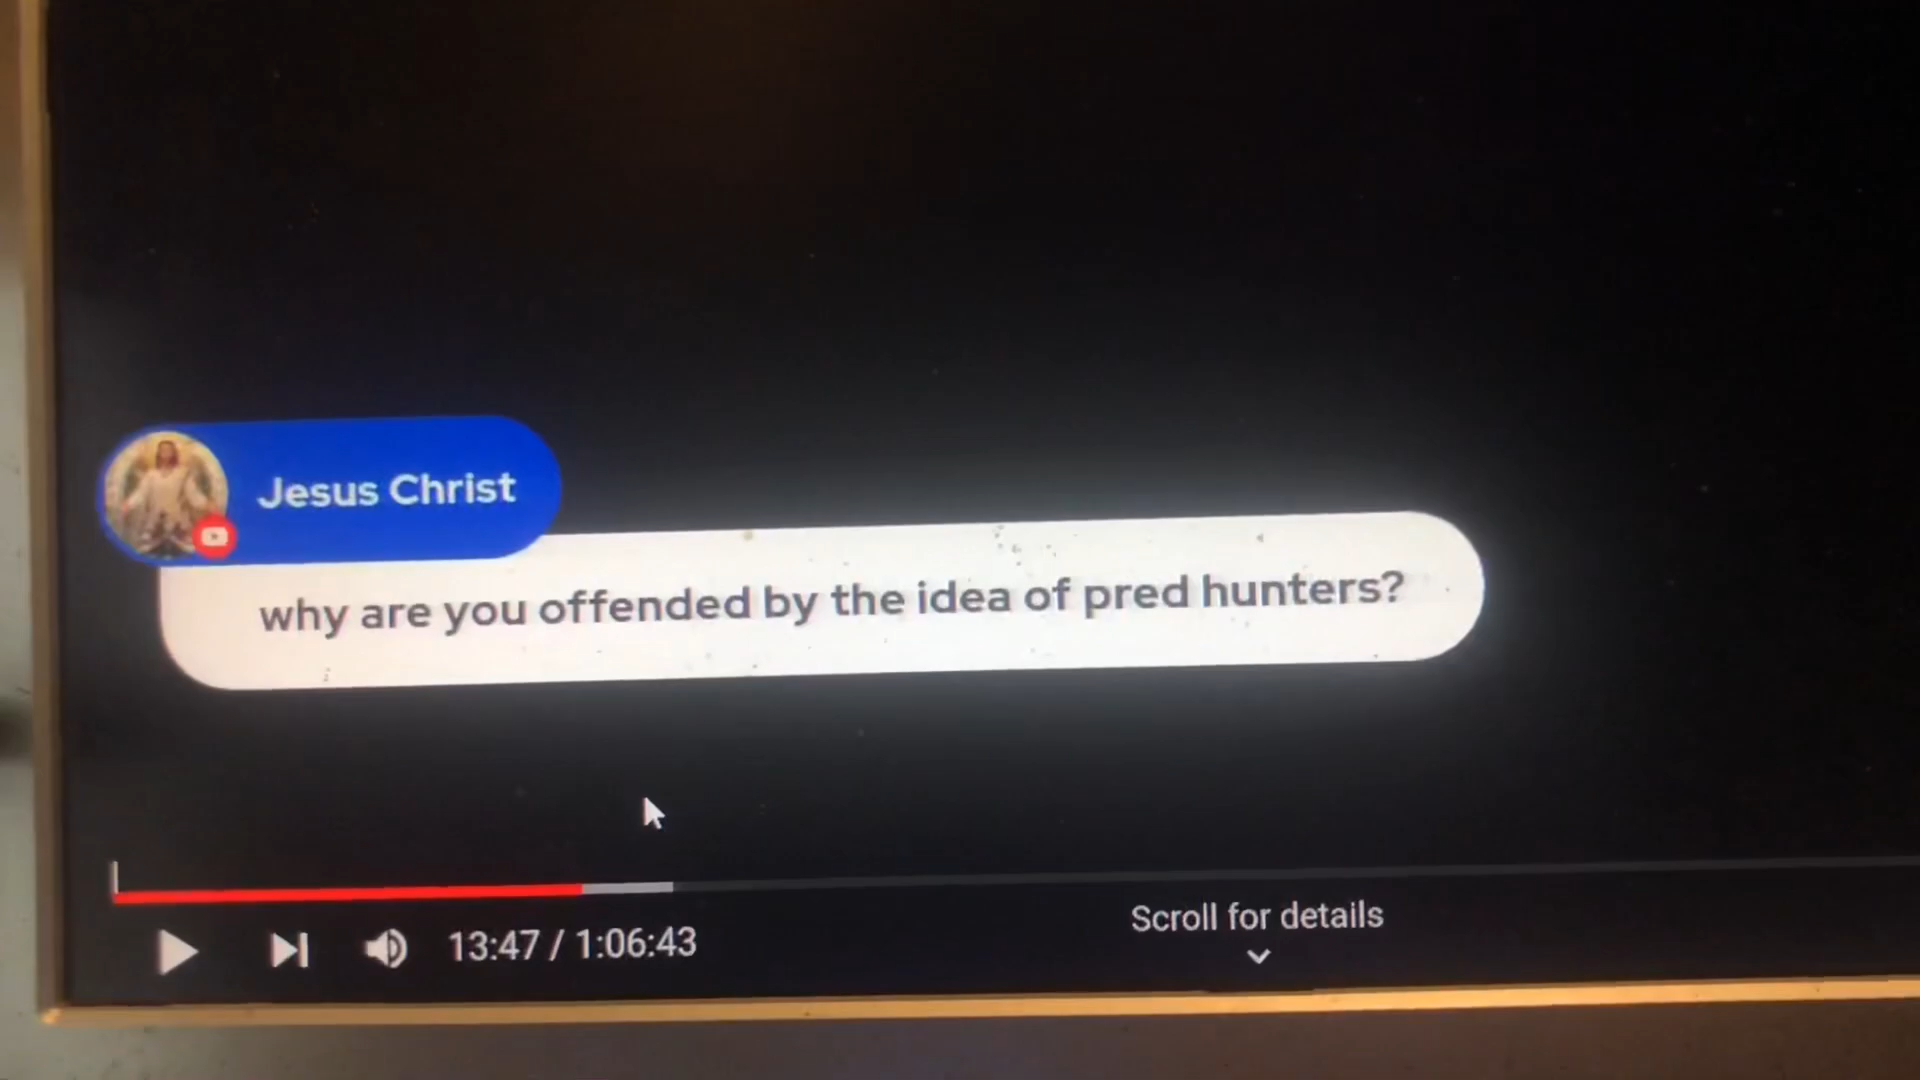 Jesus Christ
why are you offended by the idea of pred hunters?
Scroll for details
13:47 / 1:06:43